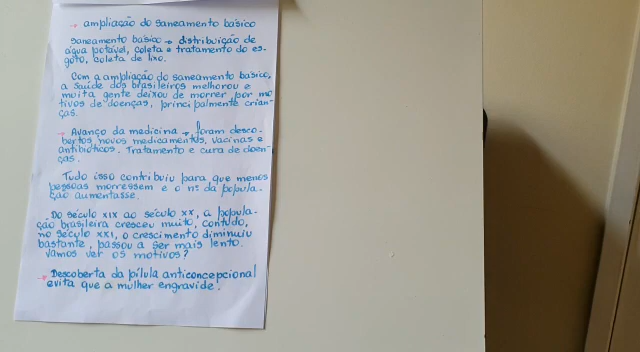 → ampliação do saneamento básico
saneamento básico → distribuição de
água potável, coleta e tratamento do es-
goto, coleta de lixo.
Com a ampliação do saneamento básico,
a saúde dos brasileiros melhorou e
muita gente deixou de morrer por mo
tivos de doenças, principalmente crian-
ças.
→ Avanço da medicina → foram desco-
bertos novos medicamentos, vacinas e
antibióticos. Tratamento e cura de doen-
ças.
Tudo isso contribuiu para que menos
pessoas morressem e o nº da popula-
ção aumentasse.
. Do século XIX ao século XX, a popula-
ção brasileira cresceu muito, contudo,
no século XXI, o crescimento diminuiu
bastante, passou a ser mais lento.
Vamos ver os motivos?
→ Descoberta da pílula anticoncepcional
evita que a mulher engravide!